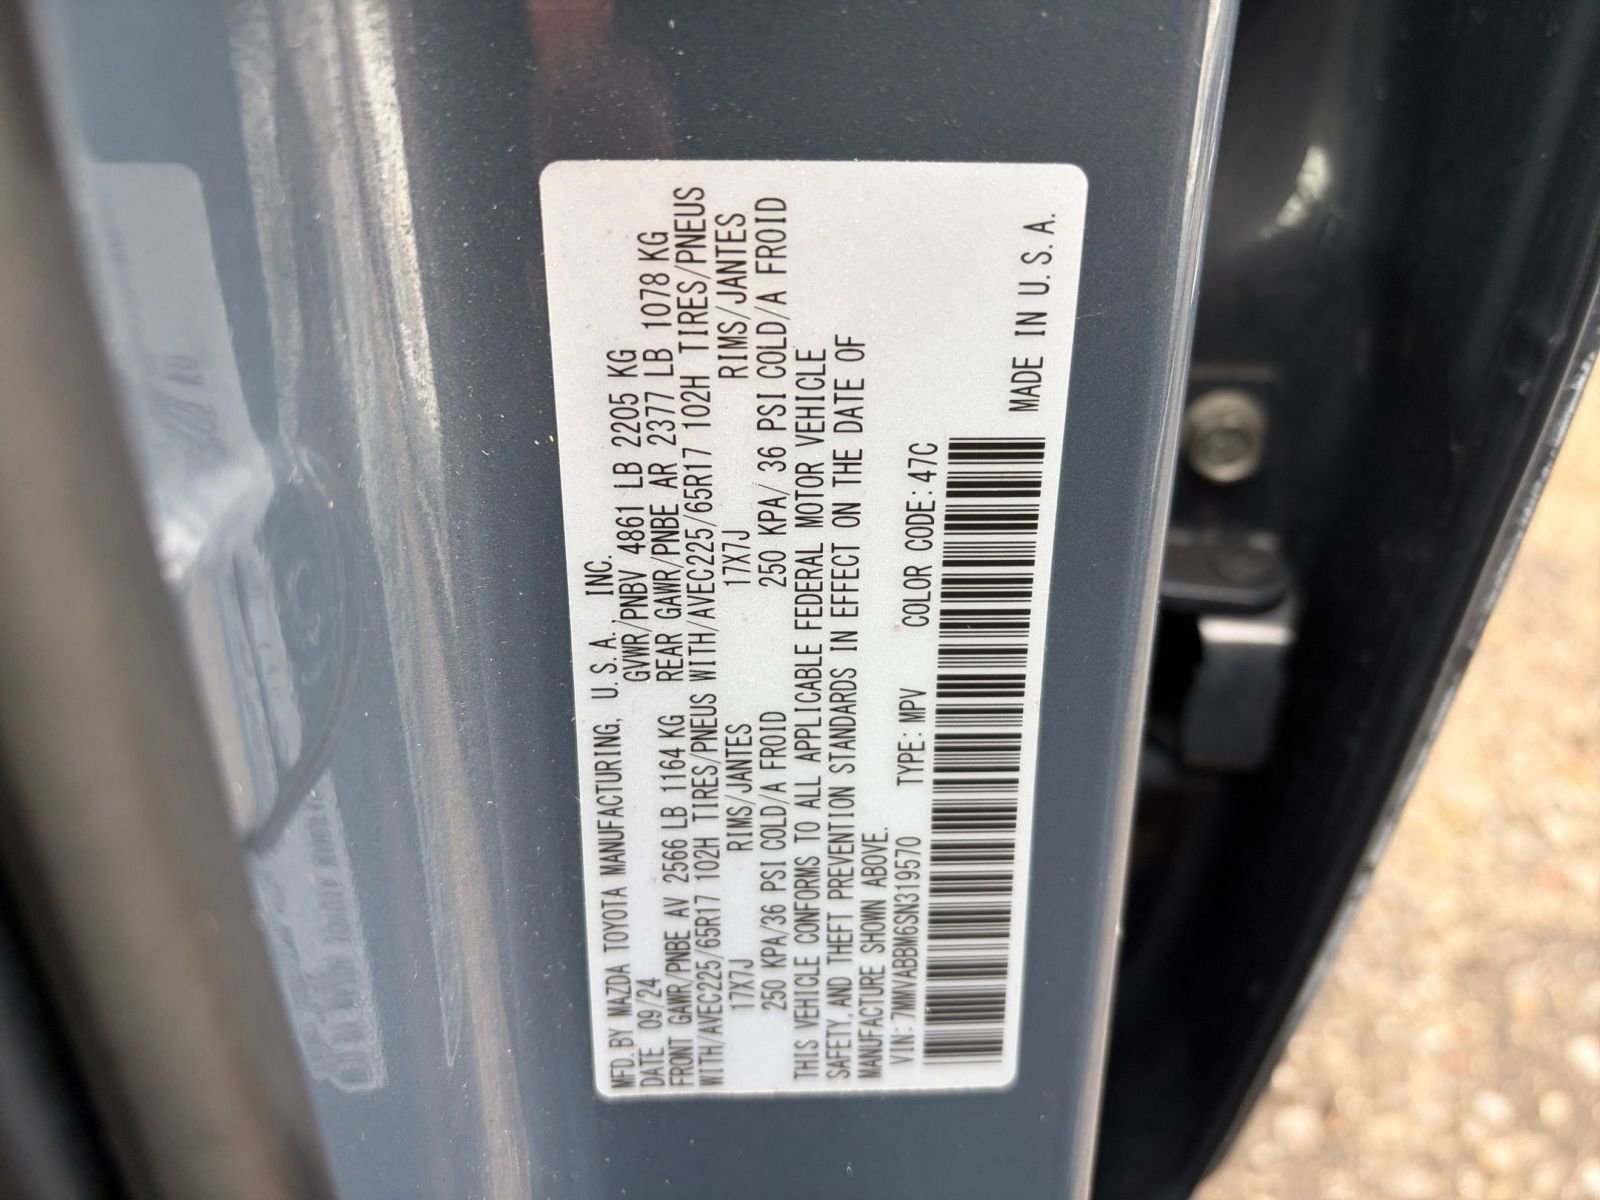 MFD. BY MAZDA TOYOTA MANUFACTURING, U.S.A., INC.
DATE 09/24 GVWR/PNBV 4861 LB 2205 KG
FRONT GAWR/PNBE AV 2566 LB 1164 KG REAR GAWR/PNBE AR 2377 LB 1078 KG
WITH/AVEC225/65R17 102H TIRES/PNEUS WITH/AVEC225/65R17 102H TIRES/PNEUS
17X7J RIMS/JANTES 17X7J RIMS/JANTES
250 KPA/36 PSI COLD/A FROID 250 KPA/ 36 PSI COLD/A FROID
THIS VEHICLE CONFORMS TO ALL APPLICABLE FEDERAL MOTOR VEHICLE
SAFETY, AND THEFT PREVENTION STANDARDS IN EFFECT ON THE DATE OF
MANUFACTURE SHOWN ABOVE.
VIN: 7MMVABBM6SN319570 TYPE: MPV COLOR CODE: 47C
MADE IN U.S.A.